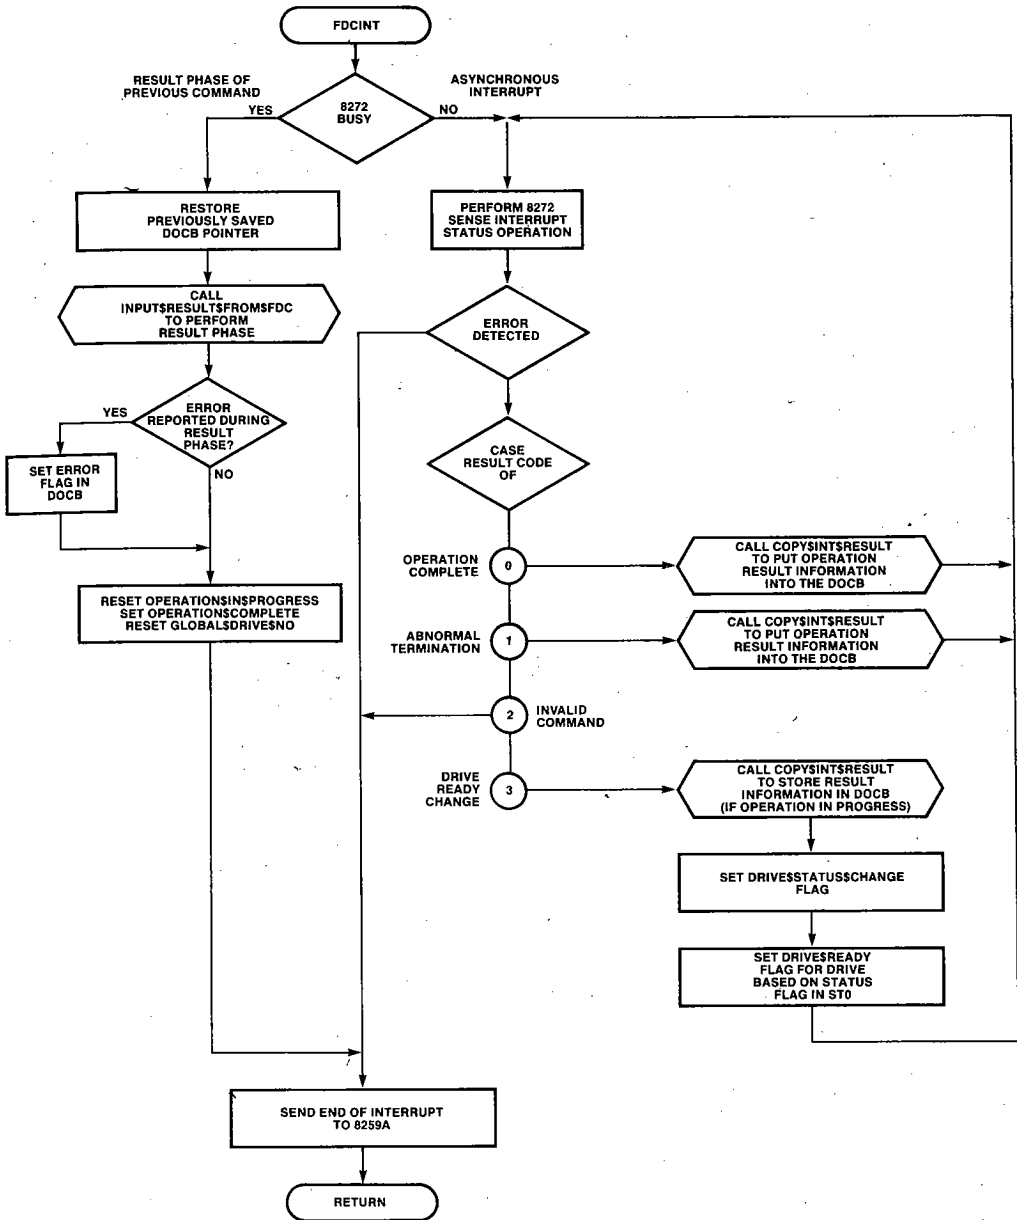 FDCINT
RESULT PHASE OF
PREVIOUS COMMAND
ASYNCHRONOUS
INTERRUPT
YES
8272
BUSY
NO
RESTORE
PREVIOUSLY SAVED
DOCB POINTER
PERFORM 8272
SENSE INTERRUPT
STATUS OPERATION
CALL
INPUT$RESULT$FROM$FDC
TO PERFORM
RESULT PHASE
ERROR
DETECTED
YES
ERROR
REPORTED DURING
RESULT
PHASE?
NO
SET ERROR
FLAG IN
DOCB
CASE
RESULT CODE
OF
OPERATION
COMPLETE
0
CALL COPY$INT$RESULT
TO PUT OPERATION
RESULT INFORMATION
INTO THE DOCB
RESET OPERATION$IN$PROGRESS
SET OPERATION$COMPLETE
RESET GLOBAL$DRIVE$NO
ABNORMAL
TERMINATION
1
CALL COPY$INT$RESULT
TO PUT OPERATION
RESULT INFORMATION
INTO THE DOCB
2
INVALID
COMMAND
DRIVE
READY
CHANGE
3
CALL COPY$INT$RESULT
TO STORE RESULT
INFORMATION IN DOCB
(IF OPERATION IN PROGRESS)
SET DRIVE$STATUS$CHANGE
FLAG
SET DRIVE$READY
FLAG FOR DRIVE
BASED ON STATUS
FLAG IN ST0
SEND END OF INTERRUPT
TO 8259A
RETURN